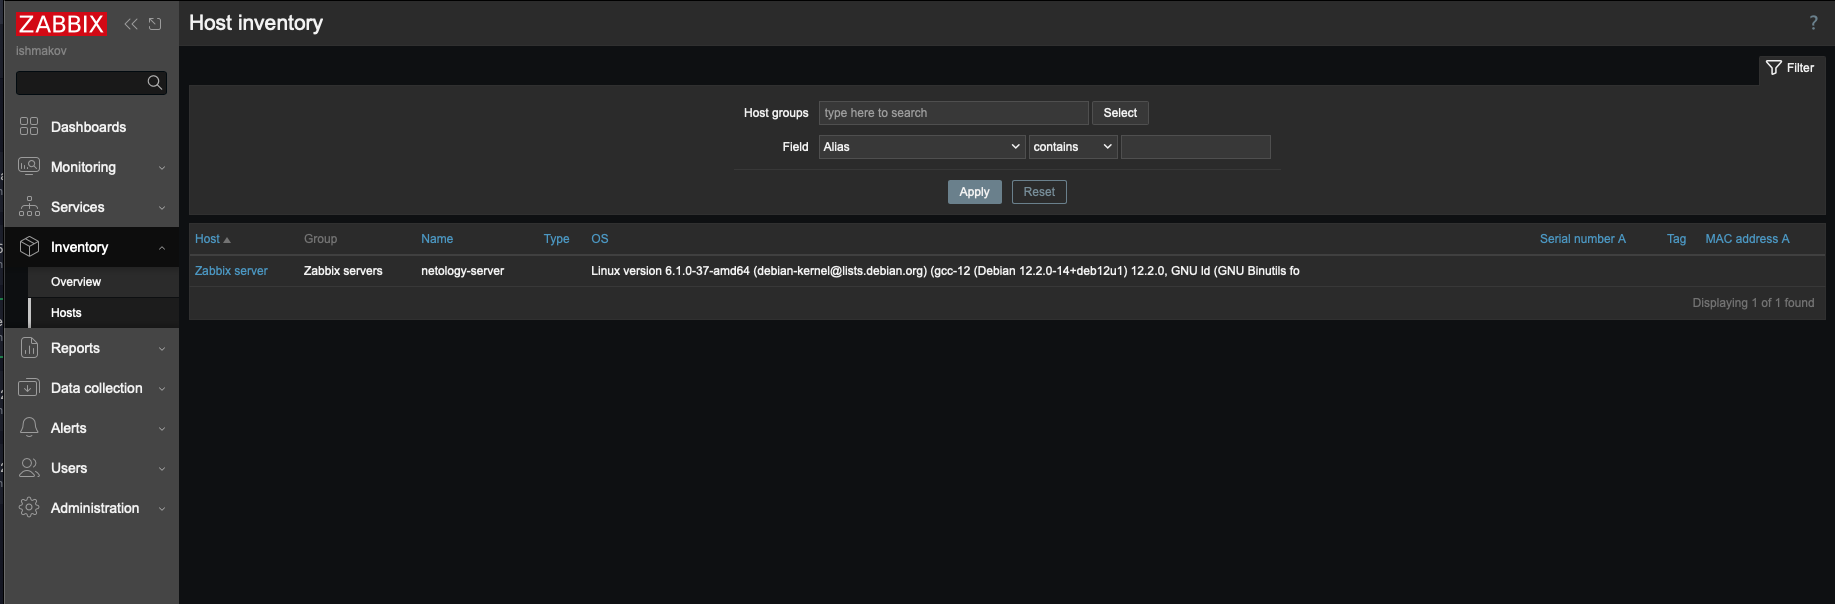 ZABBIX
ishmakov
Dashboards
Monitoring
Services
Inventory
Overview
Hosts
Reports
Data collection
Alerts
Users
Administration
Host inventory
?
Filter
Host groups type here to search Select
Field Alias contains
Apply Reset
Host Group Name Type OS Serial number A Tag MAC address A
Zabbix server Zabbix servers netology-server Linux version 6.1.0-37-amd64 (debian-kernel@lists.debian.org) (gcc-12 (Debian 12.2.0-14+deb12u1) 12.2.0, GNU ld (GNU Binutils fo
Displaying 1 of 1 found